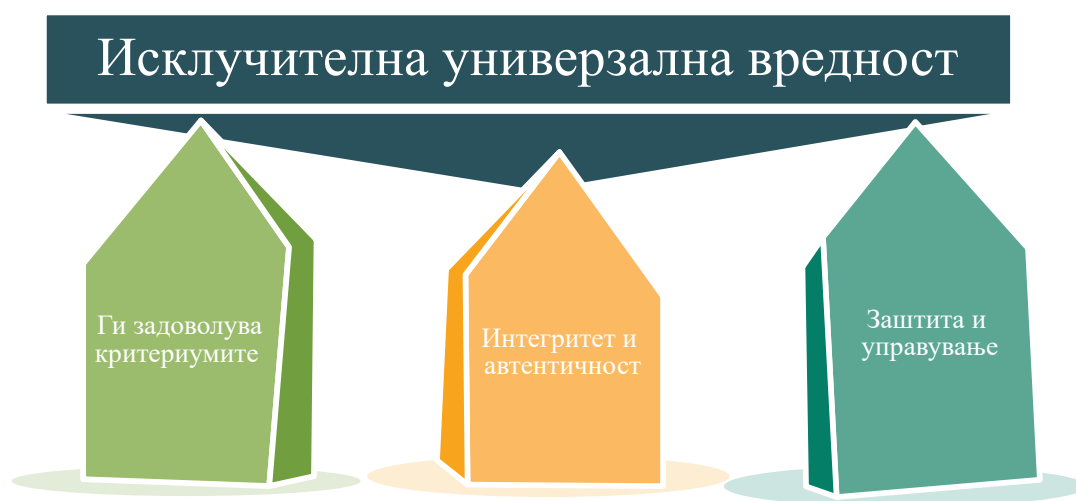 Исклучителна универзална вредност
Ги задоволува
критериумите
Интегритет и
автентичност
Заштита и
управување